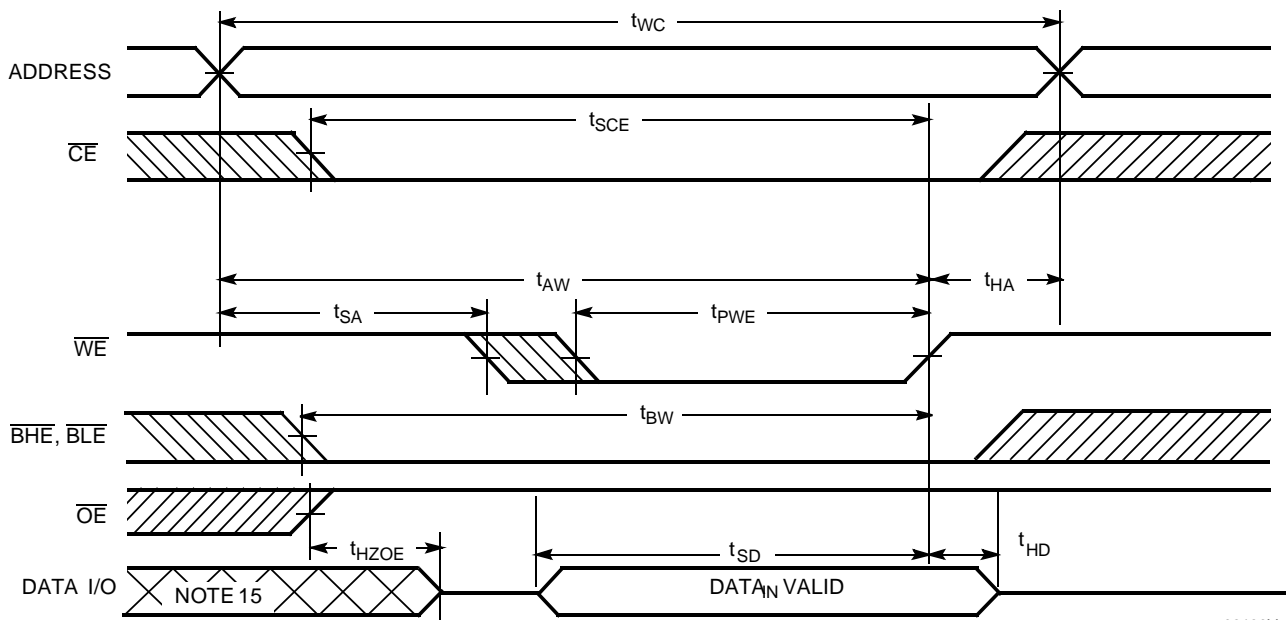 tWC
ADDRESS
tSCE
CE
tAW
tHA
tSA
tPWE
WE
tBW
BHE, BLE
OE
tHZOE
tSD
tHD
DATA I/O
NOTE 15
DATAIN VALID